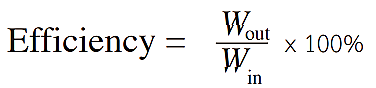 Efficiency = W_out / W_in x 100%